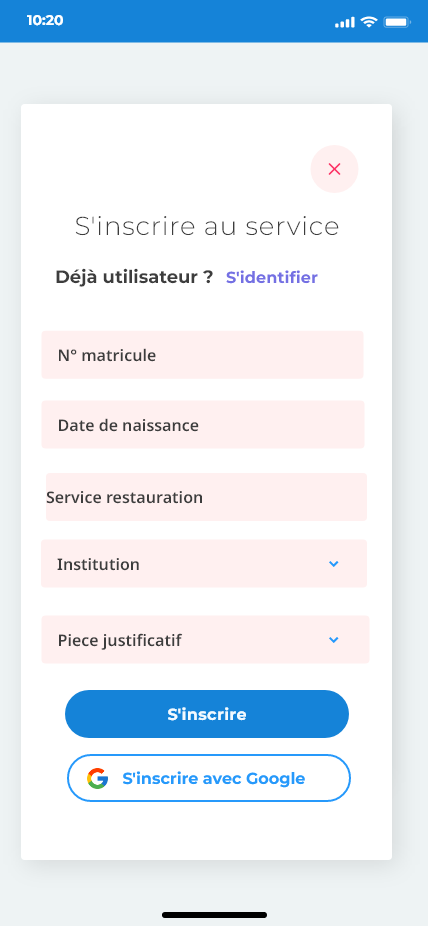 10:20
S'inscrire au service
Déjà utilisateur ? S'identifier
N° matricule
Date de naissance
Service restauration
Institution
Piece justificatif
S'inscrire
S'inscrire avec Google